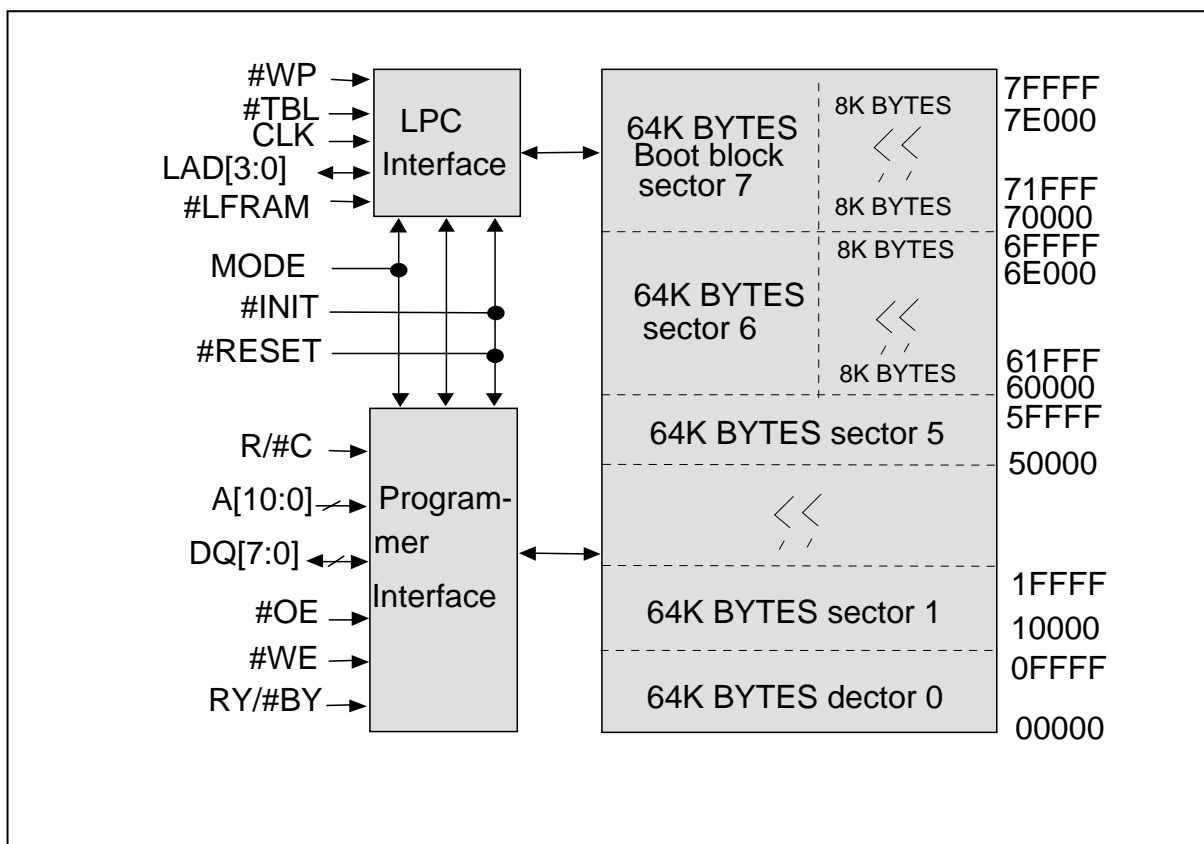 #WP
#TBL
CLK
LAD[3:0]
#LFRAM
LPC
Interface
MODE
#INIT
#RESET
R/#C
A[10:0]
DQ[7:0]
#OE
#WE
RY/#BY
Program-
mer
Interface
64K BYTES
Boot block
sector 7
8K BYTES
8K BYTES
64K BYTES
sector 6
8K BYTES
8K BYTES
64K BYTES sector 5
64K BYTES sector 1
64K BYTES dector 0
7FFFF
7E000
71FFF
70000
6FFFF
6E000
61FFF
60000
5FFFF
50000
1FFFF
10000
0FFFF
00000